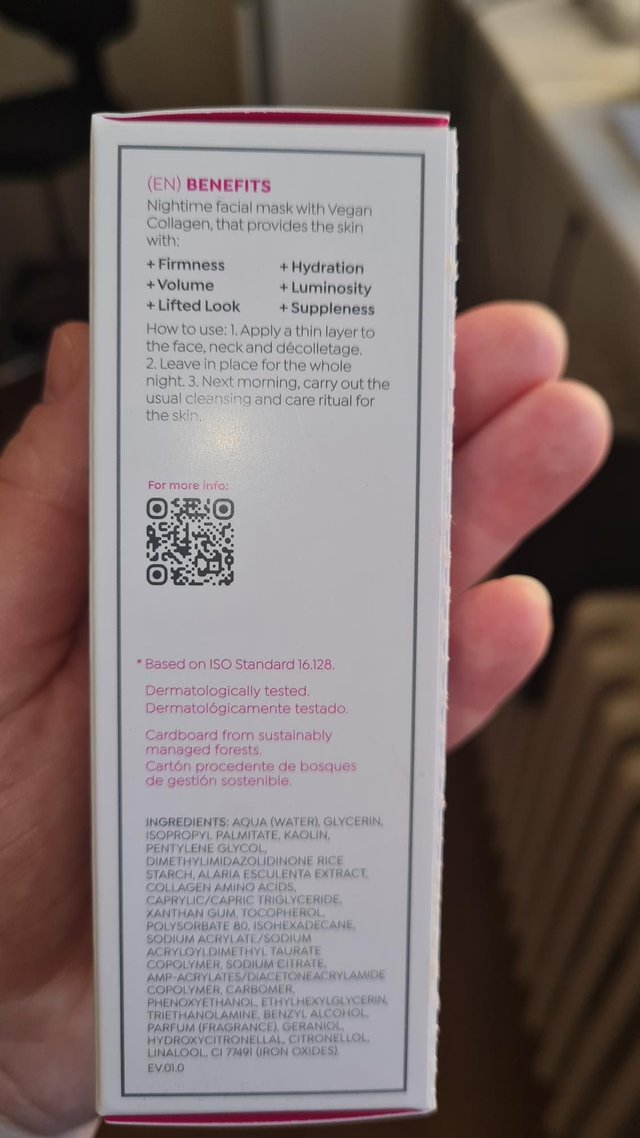 (EN) BENEFITS
Nightime facial mask with Vegan
Collagen, that provides the skin
with:
+ Firmness + Hydration
+ Volume + Luminosity
+ Lifted Look + Suppleness
How to use: 1. Apply a thin layer to
the face, neck and décolletage.
2. Leave in place for the whole
night. 3. Next morning, carry out the
usual cleansing and care ritual for
the skin.
For more info:
* Based on ISO Standard 16.128.
Dermatologically tested.
Dermatológicamente testado.
Cardboard from sustainably
managed forests.
Cartón procedente de bosques
de gestión sostenible.
INGREDIENTS: AQUA (WATER), GLYCERIN,
ISOPROPYL PALMITATE, KAOLIN,
PENTYLENE GLYCOL,
DIMETHYLIMIDAZOLIDINONE RICE
STARCH, ALARIA ESCULENTA EXTRACT,
COLLAGEN AMINO ACIDS,
CAPRYLIC/CAPRIC TRIGLYCERIDE,
XANTHAN GUM, TOCOPHEROL,
POLYSORBATE 80, ISOHEXADECANE,
SODIUM ACRYLATE/SODIUM
ACRYLOYLDIMETHYL TAURATE
COPOLYMER, SODIUM CITRATE,
AMP-ACRYLATES/DIACETONEACRYLAMIDE
COPOLYMER, CARBOMER,
PHENOXYETHANOL, ETHYLHEXYLGLYCERIN,
TRIETHANOLAMINE, BENZYL ALCOHOL,
PARFUM (FRAGRANCE), GERANIOL,
HYDROXYCITRONELLAL, CITRONELLOL,
LINALOOL, CI 77491 (IRON OXIDES).
EV.01.0